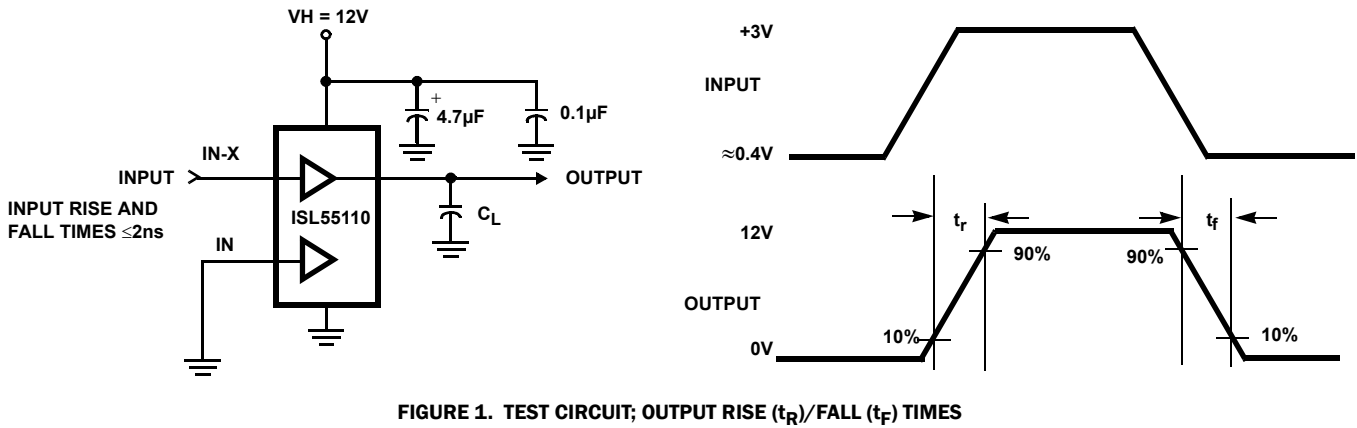 VH = 12V
+
4.7µF
0.1µF
IN-X
INPUT
OUTPUT
INPUT RISE AND
FALL TIMES ≤2ns
ISL55110
C_L
IN
+3V
INPUT
≈0.4V
t_r
t_f
12V
90%
90%
OUTPUT
10%
10%
0V
FIGURE 1. TEST CIRCUIT; OUTPUT RISE (t_R)/FALL (t_F) TIMES